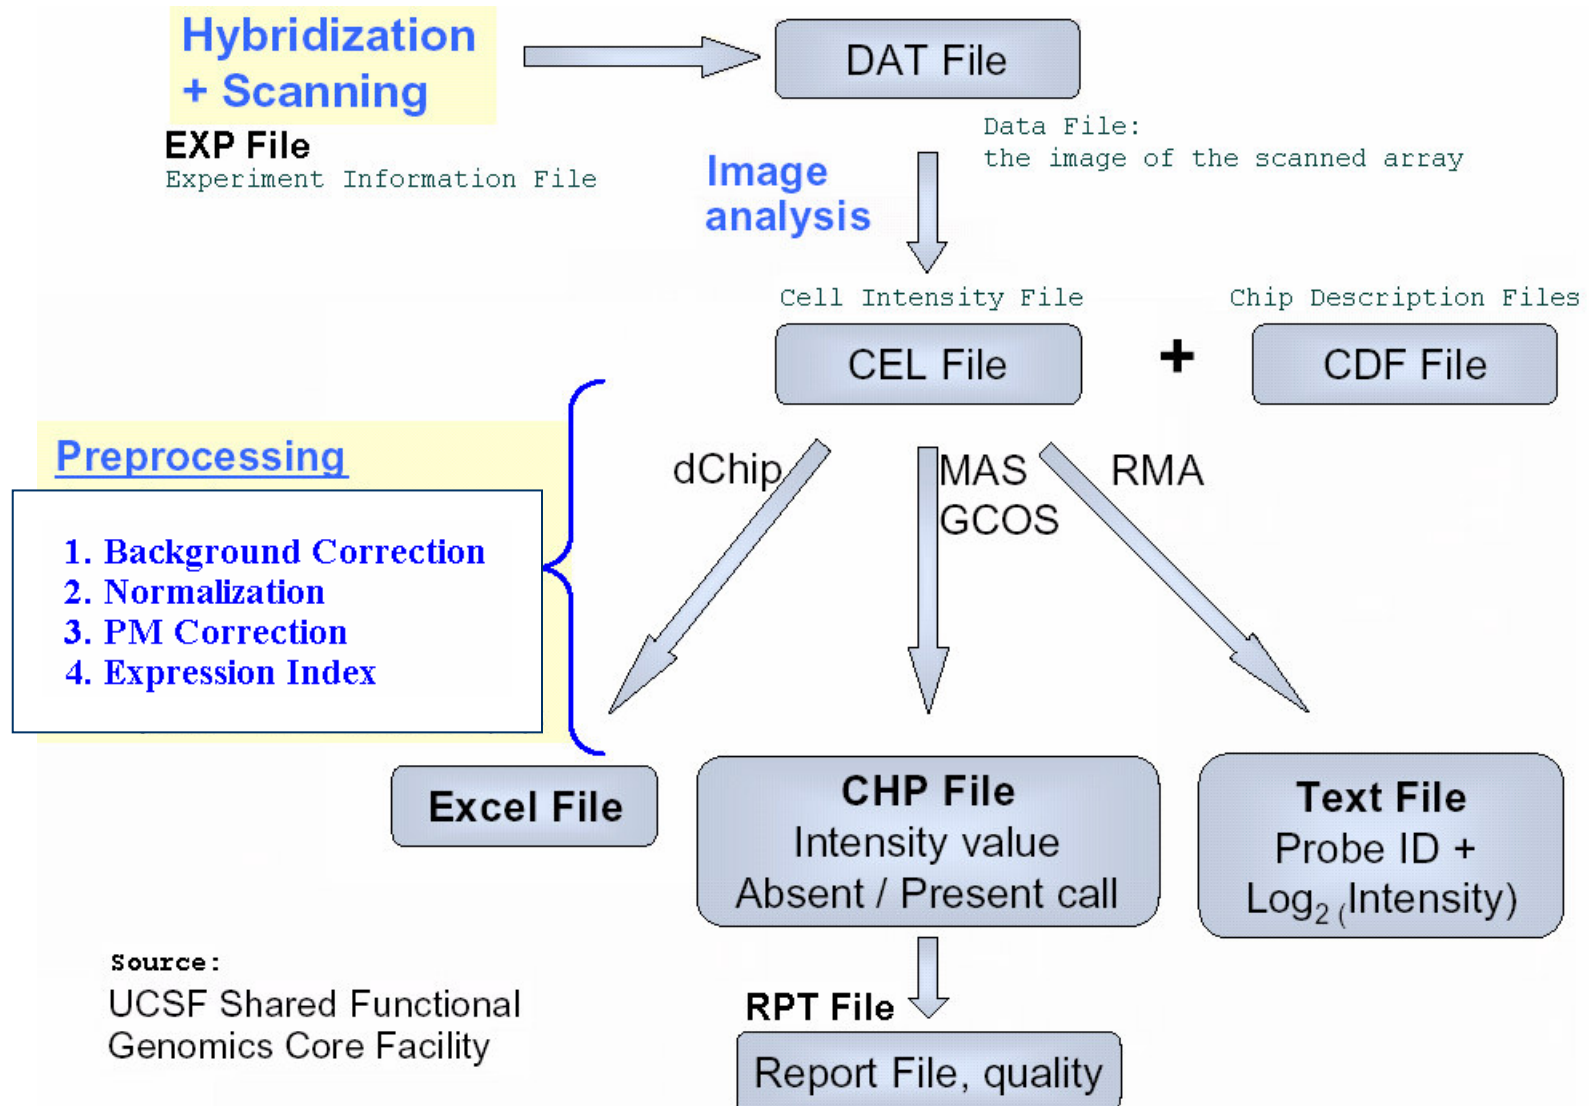 Hybridization
+ Scanning
DAT File
EXP File
Experiment Information File
Data File:
the image of the scanned array
Image
analysis
Cell Intensity File
Chip Description Files
CEL File
+
CDF File
Preprocessing
1. Background Correction
2. Normalization
3. PM Correction
4. Expression Index
dChip
MAS
GCOS
RMA
Excel File
CHP File
Intensity value
Absent / Present call
Text File
Probe ID +
Log2 (Intensity)
Source:
UCSF Shared Functional
Genomics Core Facility
RPT File
Report File, quality